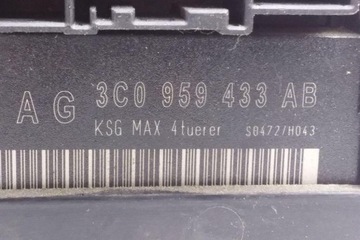 AG 3C0 959 433 AB
KSG MAX 4tuerer S0472/H043